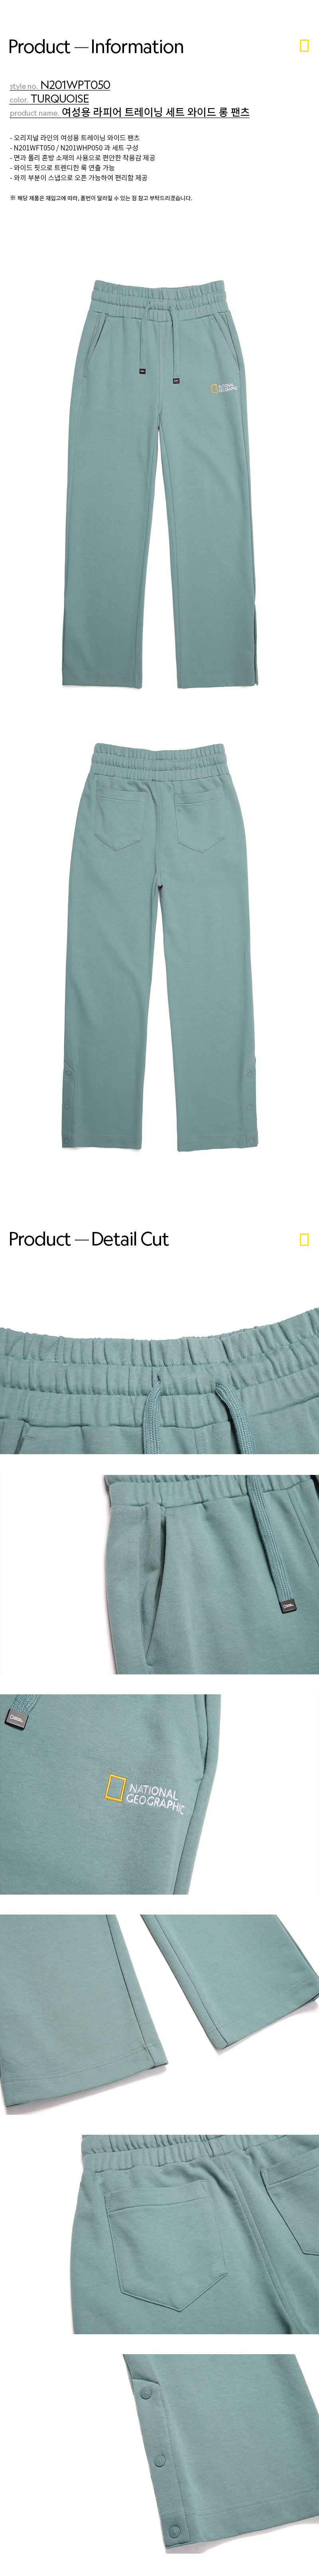 Product — Information
style no. N201WPT050
color. TURQUOISE
product name. 여성용 라피어 트레이닝 세트 와이드 롱 팬츠
- 오리지널 라인의 여성용 트레이닝 와이드 팬츠
- N201WFT050 / N201WHP050 과 세트 구성
- 면과 폴리 혼방 소재의 사용으로 편안한 착용감 제공
- 와이드 핏으로 트렌디한 룩 연출 가능
- 와끼 부분이 스냅으로 오픈 가능하여 편리함 제공
※ 해당 제품은 재입고에 따라, 품번이 달라질 수 있는 점 참고 부탁드리겠습니다.
NATIONAL
GEOGRAPHIC
Product — Detail Cut
NATIONAL
GEOGRAPHIC